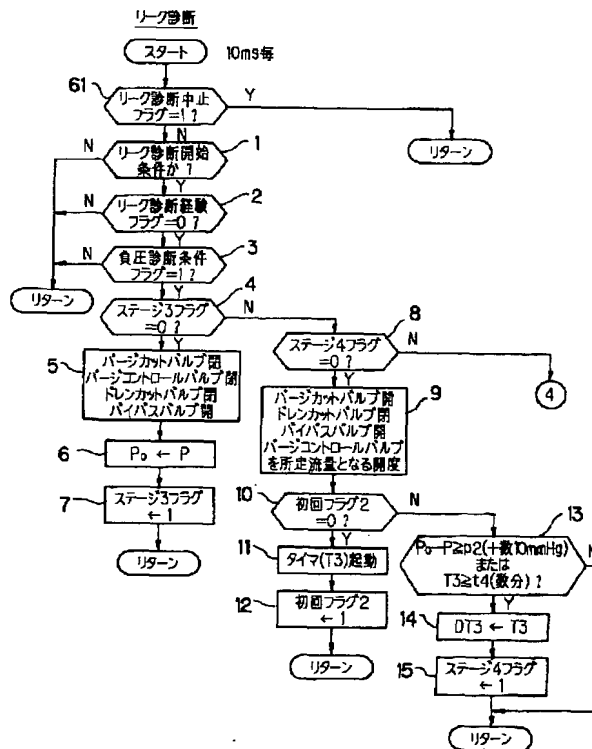 リーク診断
スタート
10ms毎
61
リーク診断中止
フラグ=1?
Y
N
リターン
1
N
リーク診断開始
条件か?
Y
2
N
リーク診断経験
フラグ=0?
Y
3
N
負圧診断条件
フラグ=1?
Y
リターン
4
ステージ3フラグ
=0?
N
Y
5
パージカットバルブ閉
パージコントロールバルブ閉
ドレンカットバルブ閉
バイパスバルブ開
6
P₀ ← P
7
ステージ3フラグ
← 1
リターン
8
ステージ4フラグ
=0?
N
Y
④
9
パージカットバルブ開
ドレンカットバルブ閉
バイパスバルブ開
パージコントロールバルブ
を所定流量となる開度
10
初回フラグ2
=0?
N
Y
11
タイマ(T3)起動
12
初回フラグ2
← 1
リターン
13
P₀-P≧p2(+数10mmHg)
または
T3≧t4(数分)?
N
Y
14
DT3 ← T3
15
ステージ4フラグ
← 1
リターン